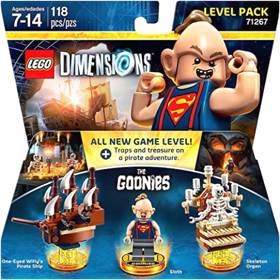 Ages/edades
7-14
118
pcs/pzs
LEVEL PACK
71267
LEGO DIMENSIONS
ALL NEW GAME LEVEL!
+ Traps and treasure on
a pirate adventure.
THE
GOONIES
One-Eyed Willy's
Pirate Ship
Sloth
Skeleton
Organ